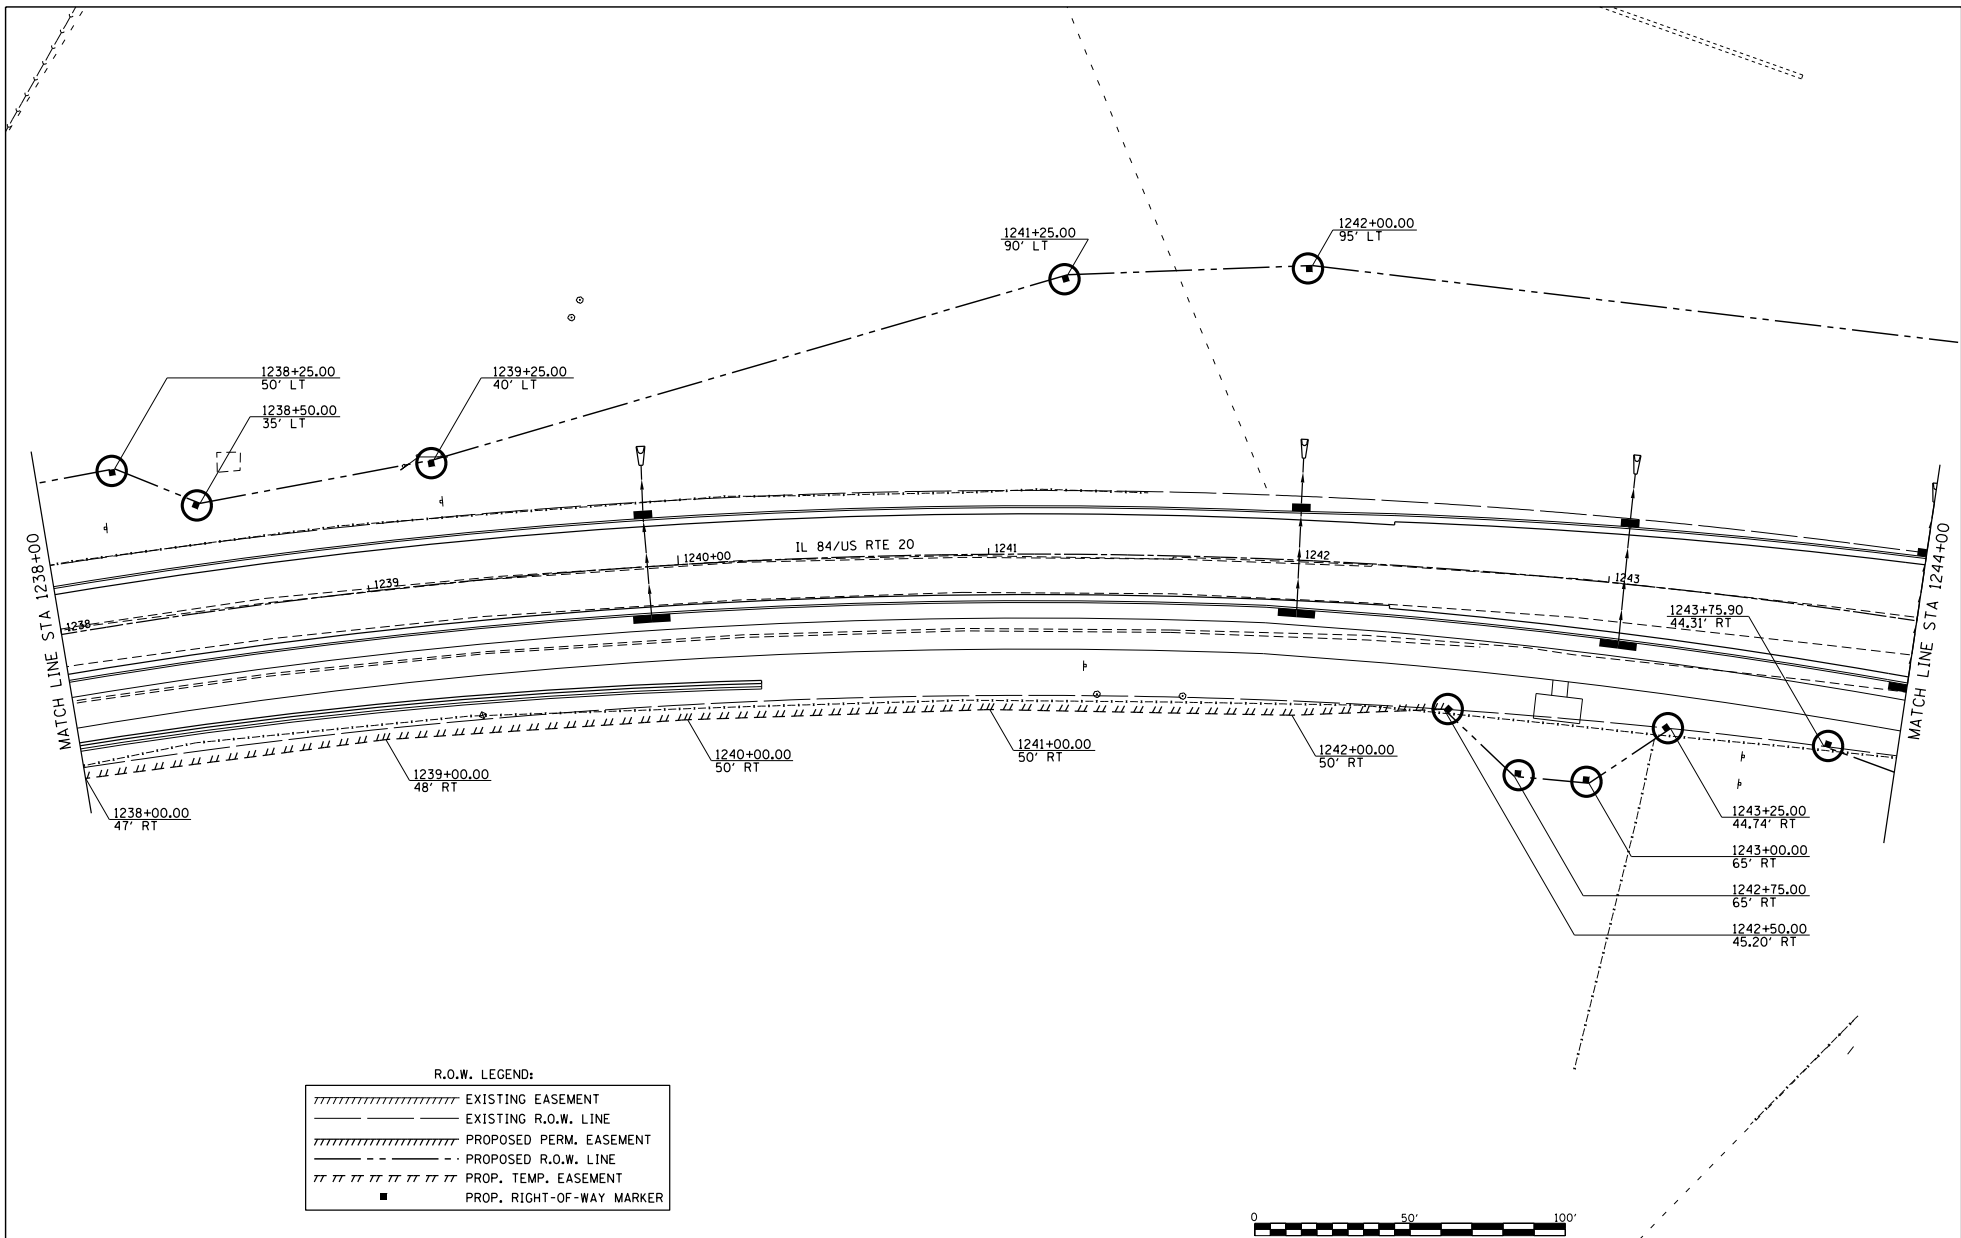 1242+00.00
95' LT
1241+25.00
90' LT
1238+25.00
50' LT
1239+25.00
40' LT
1238+50.00
35' LT
MATCH LINE STA 1238+00
MATCH LINE STA 1244+00
IL 84/US RTE 20
1238
1239
1240+00
1241
1242
1243
1243+75.90
44.31' RT
1238+00.00
47' RT
1239+00.00
48' RT
1240+00.00
50' RT
1241+00.00
50' RT
1242+00.00
50' RT
1243+25.00
44.74' RT
1243+00.00
65' RT
1242+75.00
65' RT
1242+50.00
45.20' RT
R.O.W. LEGEND:
EXISTING EASEMENT
EXISTING R.O.W. LINE
PROPOSED PERM. EASEMENT
PROPOSED R.O.W. LINE
PROP. TEMP. EASEMENT
PROP. RIGHT-OF-WAY MARKER
0 50' 100'